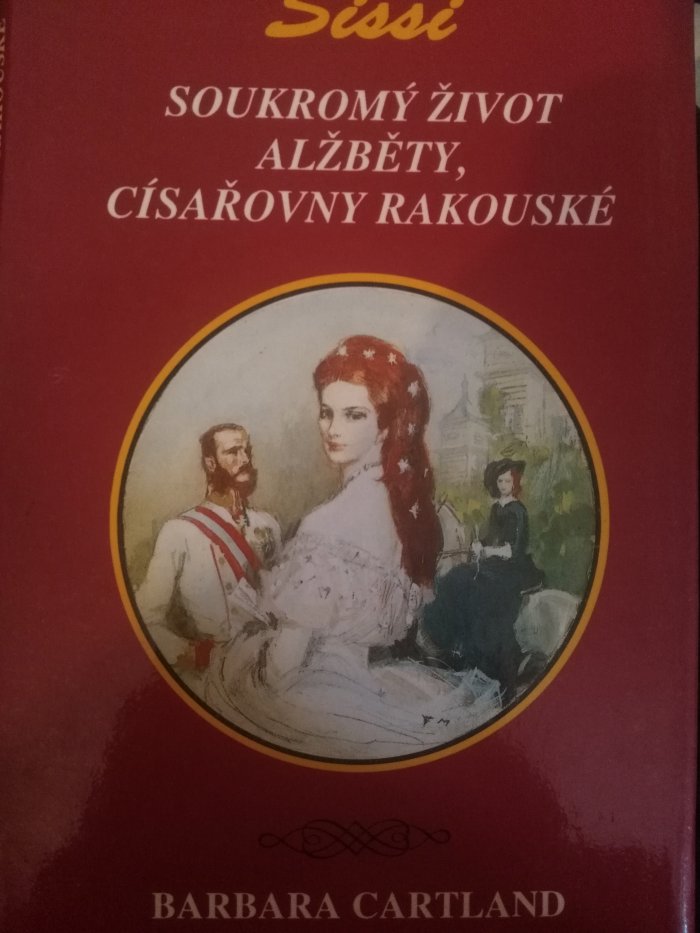 Sissi
SOUKROMÝ ŽIVOT
ALŽBĚTY,
CÍSAŘOVNY RAKOUSKÉ
F M
BARBARA CARTLAND